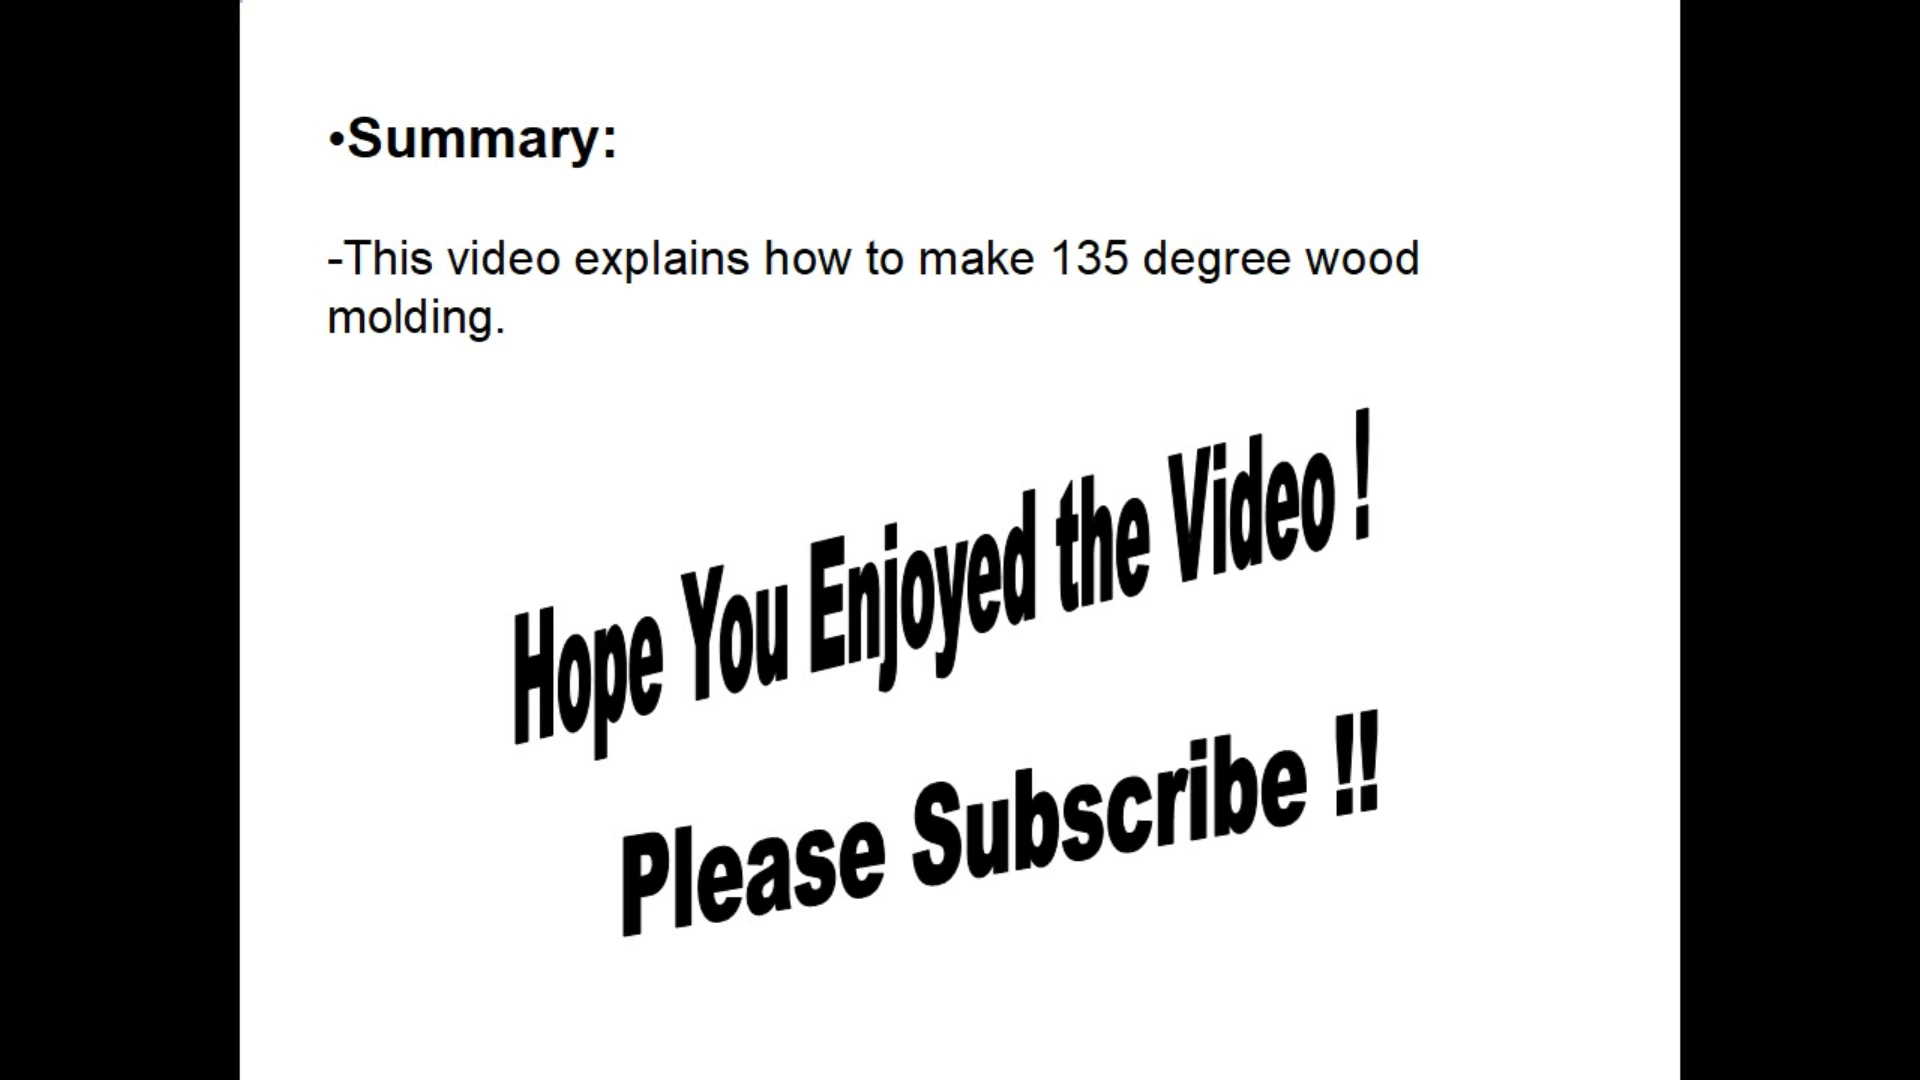 •Summary:
-This video explains how to make 135 degree wood
molding.
Hope You Enjoyed the Video !
Please Subscribe !!